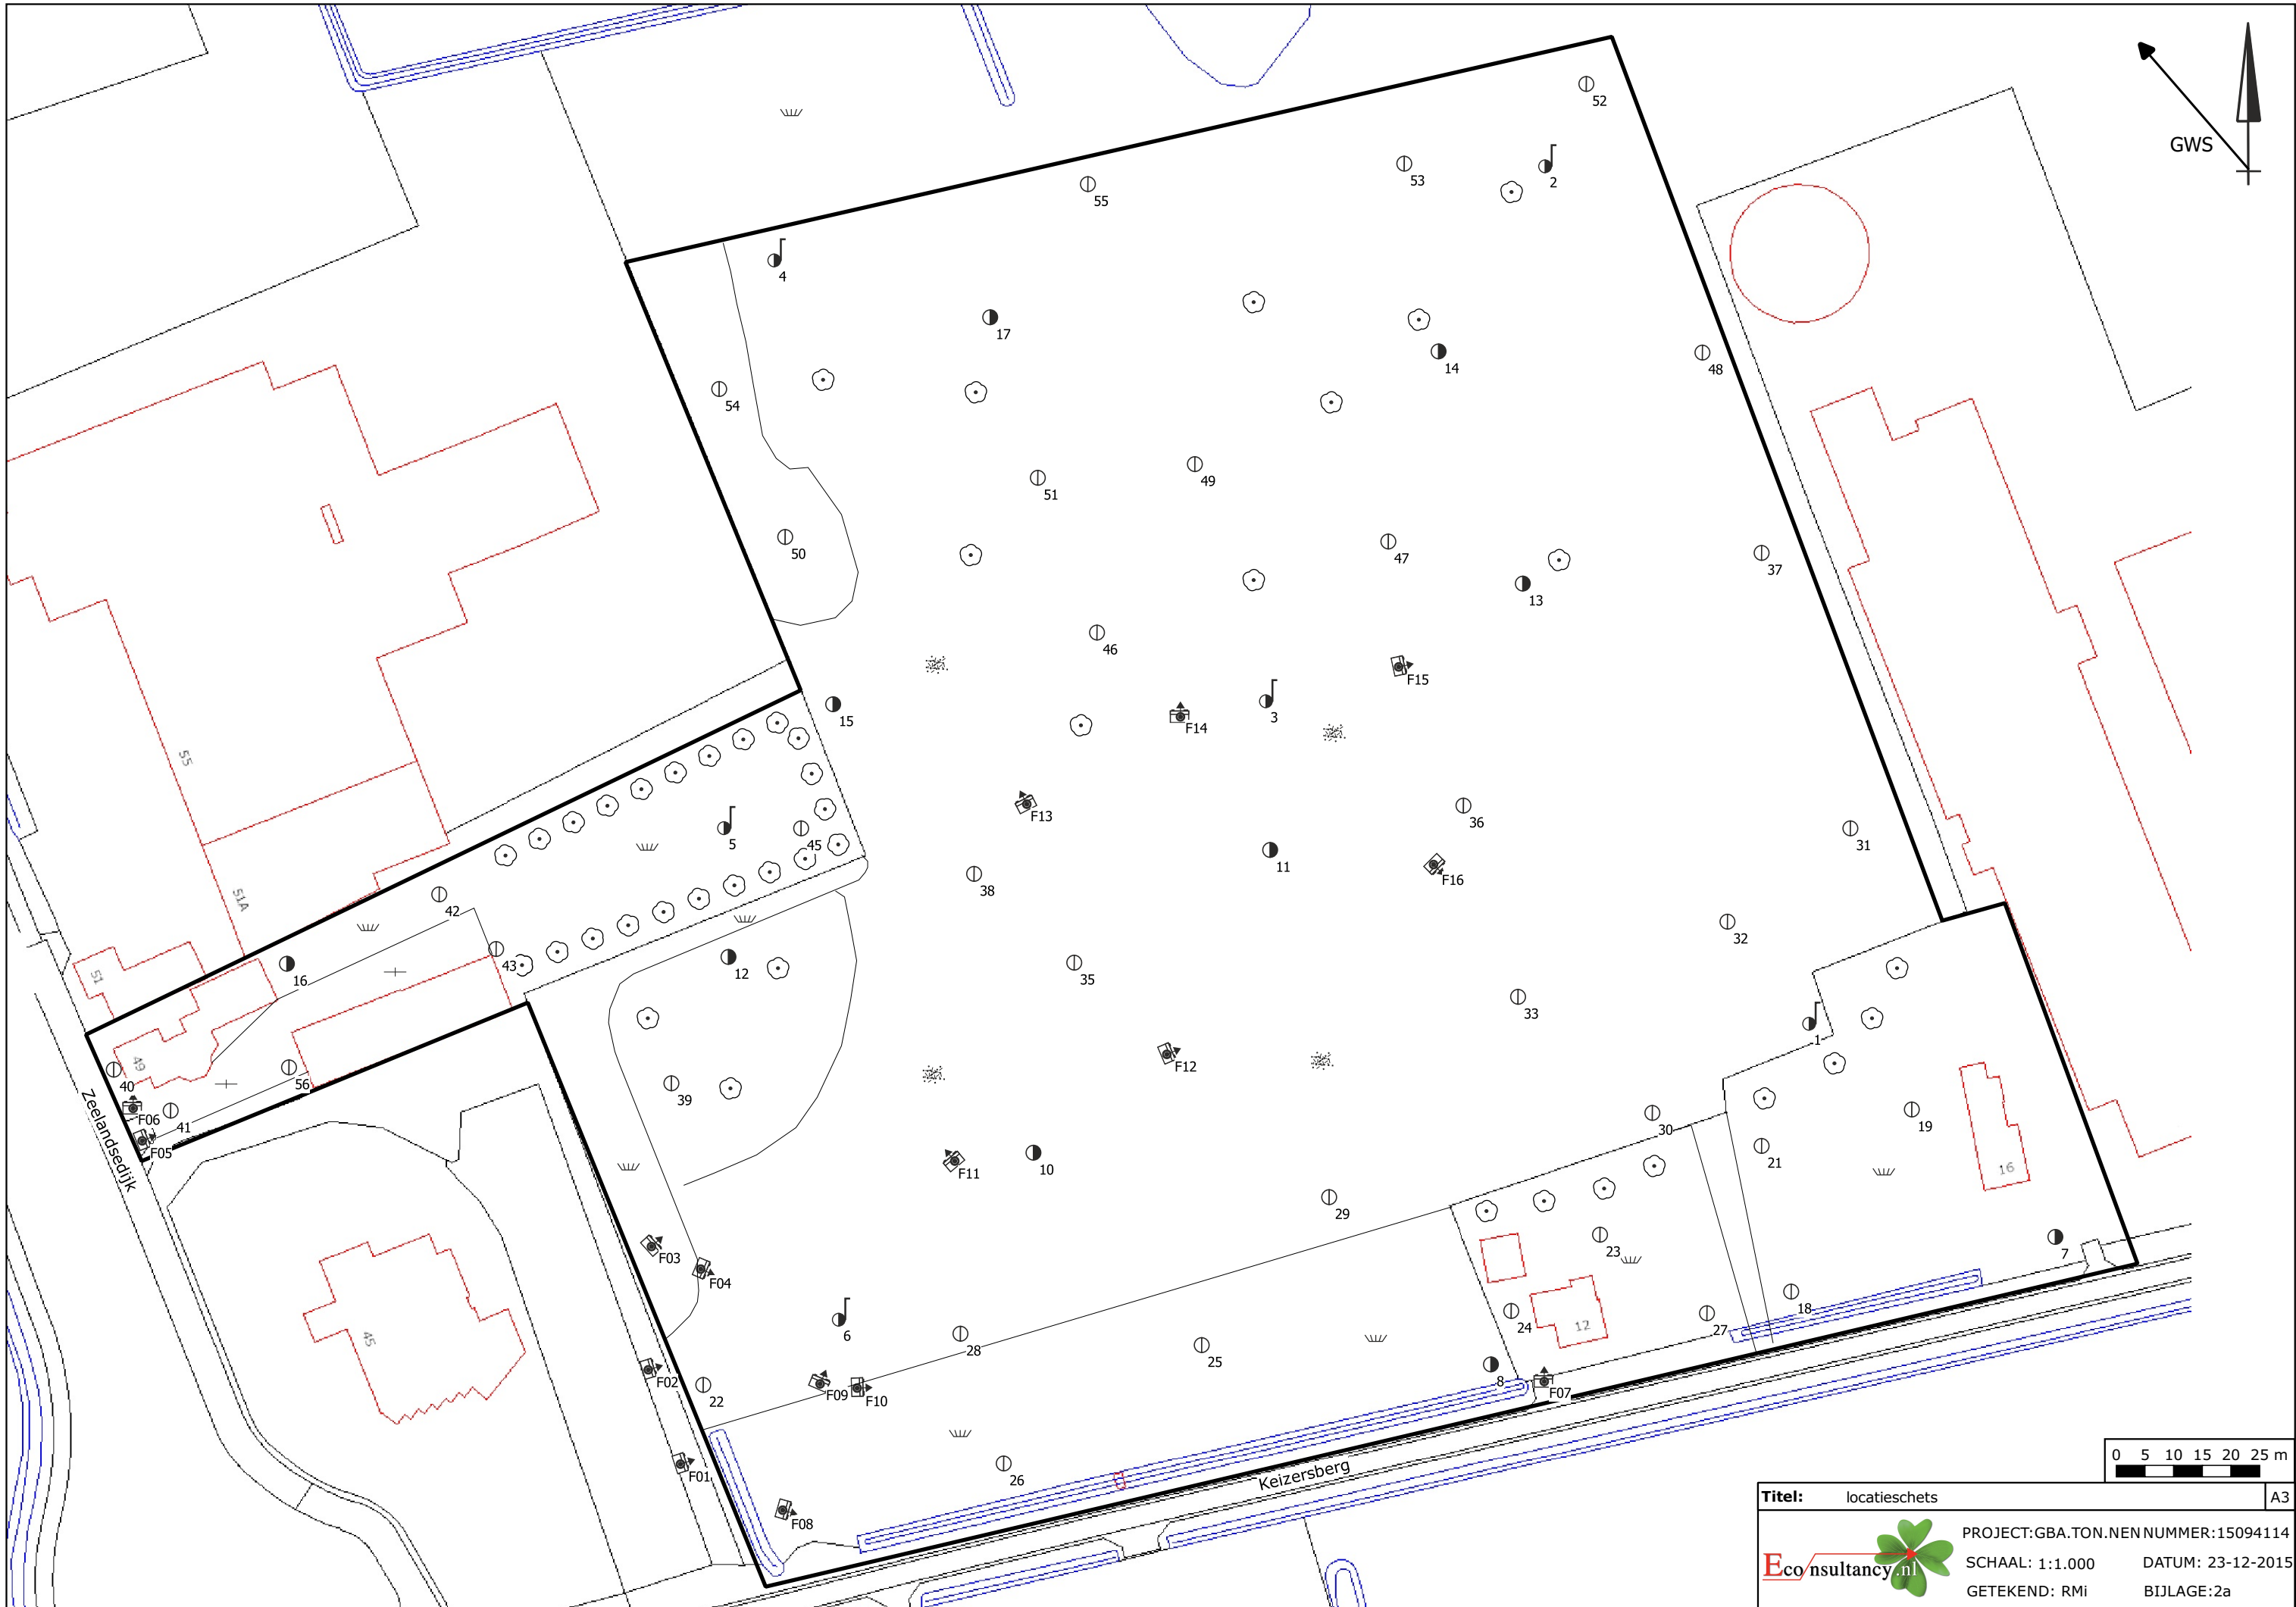 52
GWS
53
2
55
4
17
14
48
54
51
49
50
47
37
13
46
F15
15
3
F14
55
F13
36
31
5
45
11
51A
F16
38
42
32
43
12
51
16
35
33
1
49
F12
40
56
39
F06
41
30
19
21
F05
Zeelandsedijk
F11
10
16
29
F03
23
7
F04
18
6
24
12
27
45
28
25
F02
8
F07
22
F09
F10
F01
26
Keizersberg
F08
0 5 10 15 20 25 m
Titel: locatieschets A3
PROJECT:GBA.TON.NEN NUMMER:15094114
Econsultancy.nl
SCHAAL: 1:1.000 DATUM: 23-12-2015
GETEKEND: RMi BIJLAGE:2a